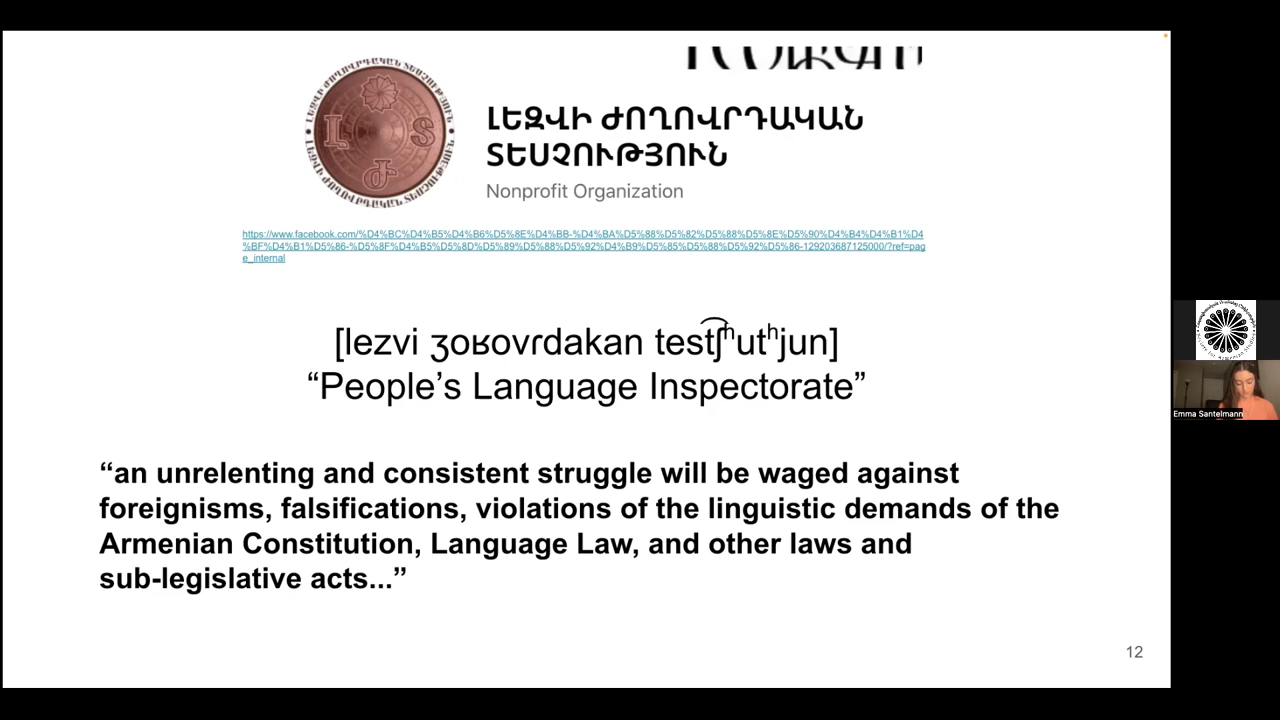 ԼԵԶՎԻ ԺՈՂՈՎՐԴԱԿԱՆ
ՏԵՍՉՈՒԹՅՈՒՆ
Nonprofit Organization
https://www.facebook.com/%D4%BC%D4%B5%D4%B6%D5%8E%D4%BB-%D4%BA%D5%88%D5%82%D5%88%D5%8E%D5%90%D4%B4%D4%B1%D4
%BF%D4%B1%D5%86-%D5%8F%D4%B5%D5%8D%D5%89%D5%88%D5%92%D4%B9%D5%85%D5%88%D5%92%D5%86-129203687125000/?ref=pag
e_internal
[lezvi ʒoʁovɾdakan test͡ʃʰutʰjun]
“People’s Language Inspectorate”
“an unrelenting and consistent struggle will be waged against
foreignisms, falsifications, violations of the linguistic demands of the
Armenian Constitution, Language Law, and other laws and
sub-legislative acts...”
12
Emma Santelmann